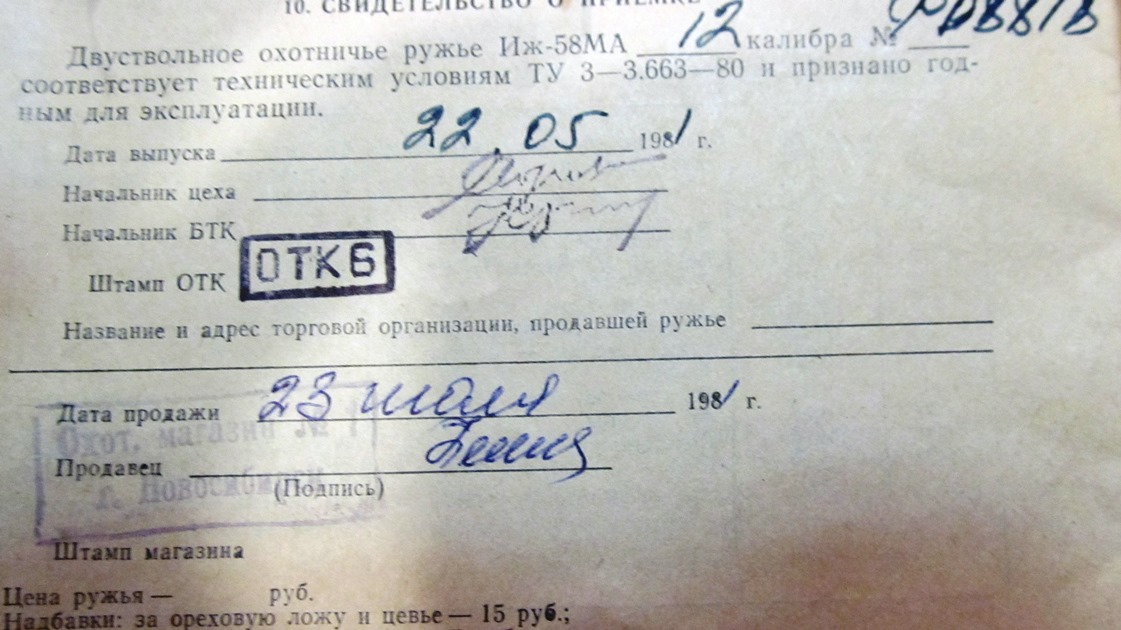 10. СВИДЕТЕЛЬСТВО О ПРИЕМКЕ
Двуствольное охотничье ружье Иж-58МА 12 калибра №
соответствует техническим условиям ТУ 3—3.663—80 и признано год-
ным для эксплуатации.
Дата выпуска 22.05 1981 г.
Начальник цеха
Начальник БТК
Штамп ОТК ОТК6
Название и адрес торговой организации, продавшей ружье
Дата продажи 23 июля 1981 г.
Охот. магазин №
Продавец
г. Новосибирск
(Подпись)
Штамп магазина
Цена ружья — руб.
Надбавки: за ореховую ложу и цевье — 15 руб.;